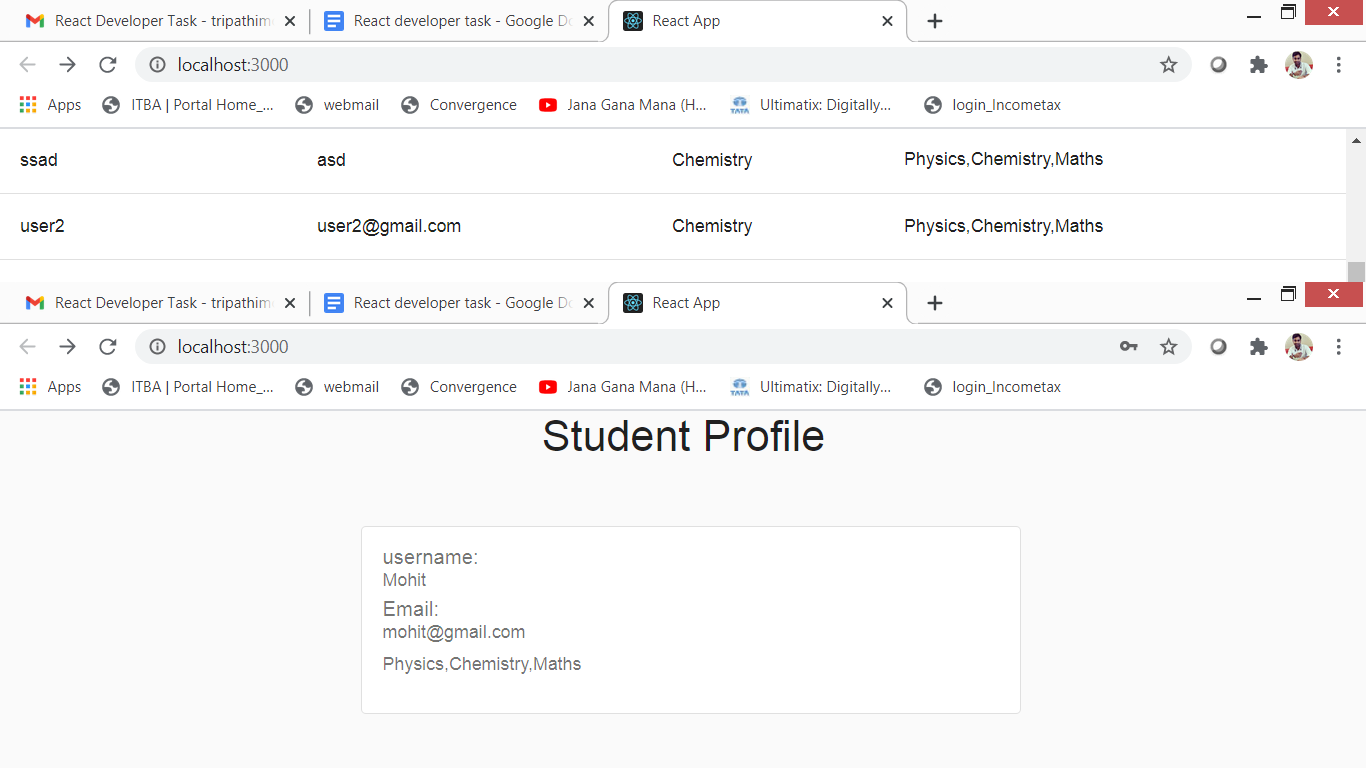 React Developer Task - tripathim React developer task - Google Do React App
localhost:3000
Apps ITBA | Portal Home_... webmail Convergence Jana Gana Mana (H... TATA Ultimatix: Digitally... login_Incometax
ssad asd Chemistry Physics,Chemistry,Maths
user2 user2@gmail.com Chemistry Physics,Chemistry,Maths
React Developer Task - tripathim React developer task - Google Do React App
localhost:3000
Apps ITBA | Portal Home_... webmail Convergence Jana Gana Mana (H... TATA Ultimatix: Digitally... login_Incometax
Student Profile
username:
Mohit
Email:
mohit@gmail.com
Physics,Chemistry,Maths